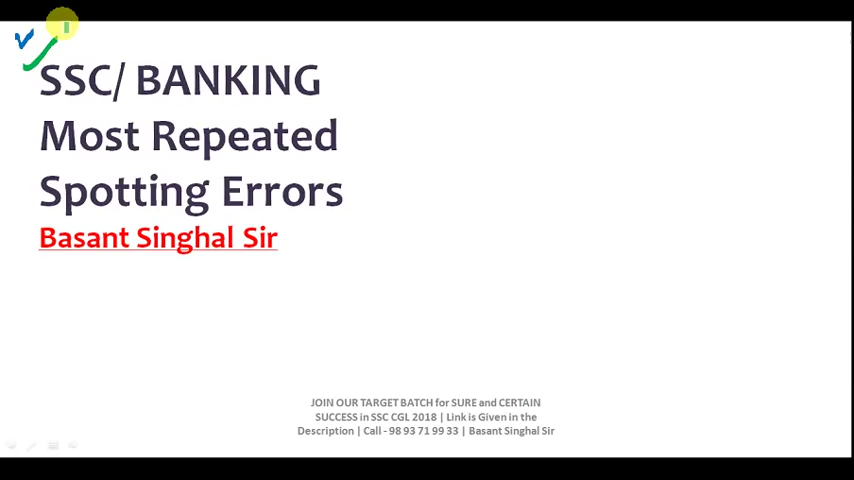 SSC/ BANKING
Most Repeated
Spotting Errors
Basant Singhal Sir
JOIN OUR TARGET BATCH for SURE and CERTAIN
SUCCESS in SSC CGL 2018 | Link is Given in the
Description | Call - 98 93 71 99 33 | Basant Singhal Sir